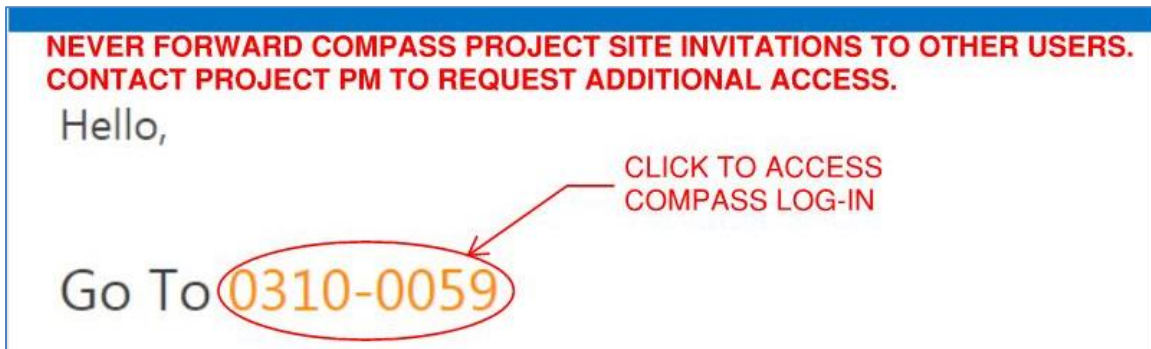 NEVER FORWARD COMPASS PROJECT SITE INVITATIONS TO OTHER USERS.
CONTACT PROJECT PM TO REQUEST ADDITIONAL ACCESS.
Hello,
CLICK TO ACCESS
COMPASS LOG-IN
Go To 0310-0059